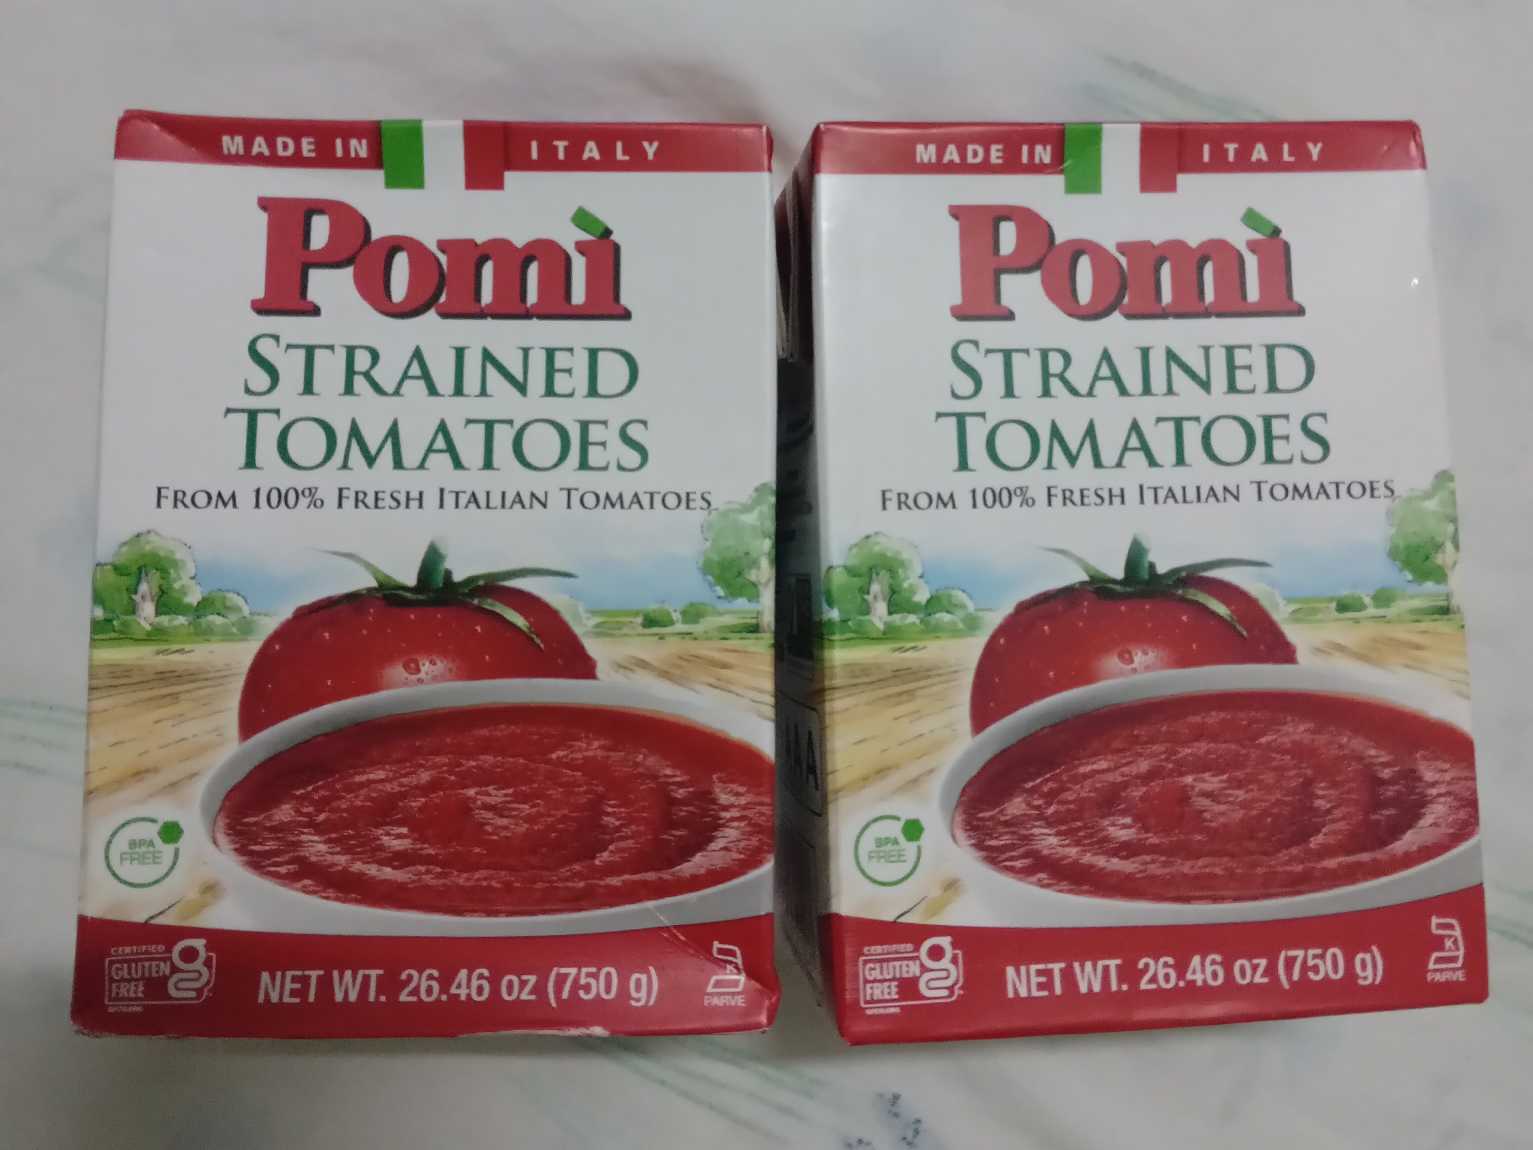 MADE IN ITALY
Pomì
STRAINED
TOMATOES
FROM 100% FRESH ITALIAN TOMATOES
BPA
FREE
CERTIFIED
GLUTEN
FREE
NET WT. 26.46 oz (750 g)
K
PARVE
MADE IN ITALY
Pomì
STRAINED
TOMATOES
FROM 100% FRESH ITALIAN TOMATOES
BPA
FREE
CERTIFIED
GLUTEN
FREE
NET WT. 26.46 oz (750 g)
K
PARVE